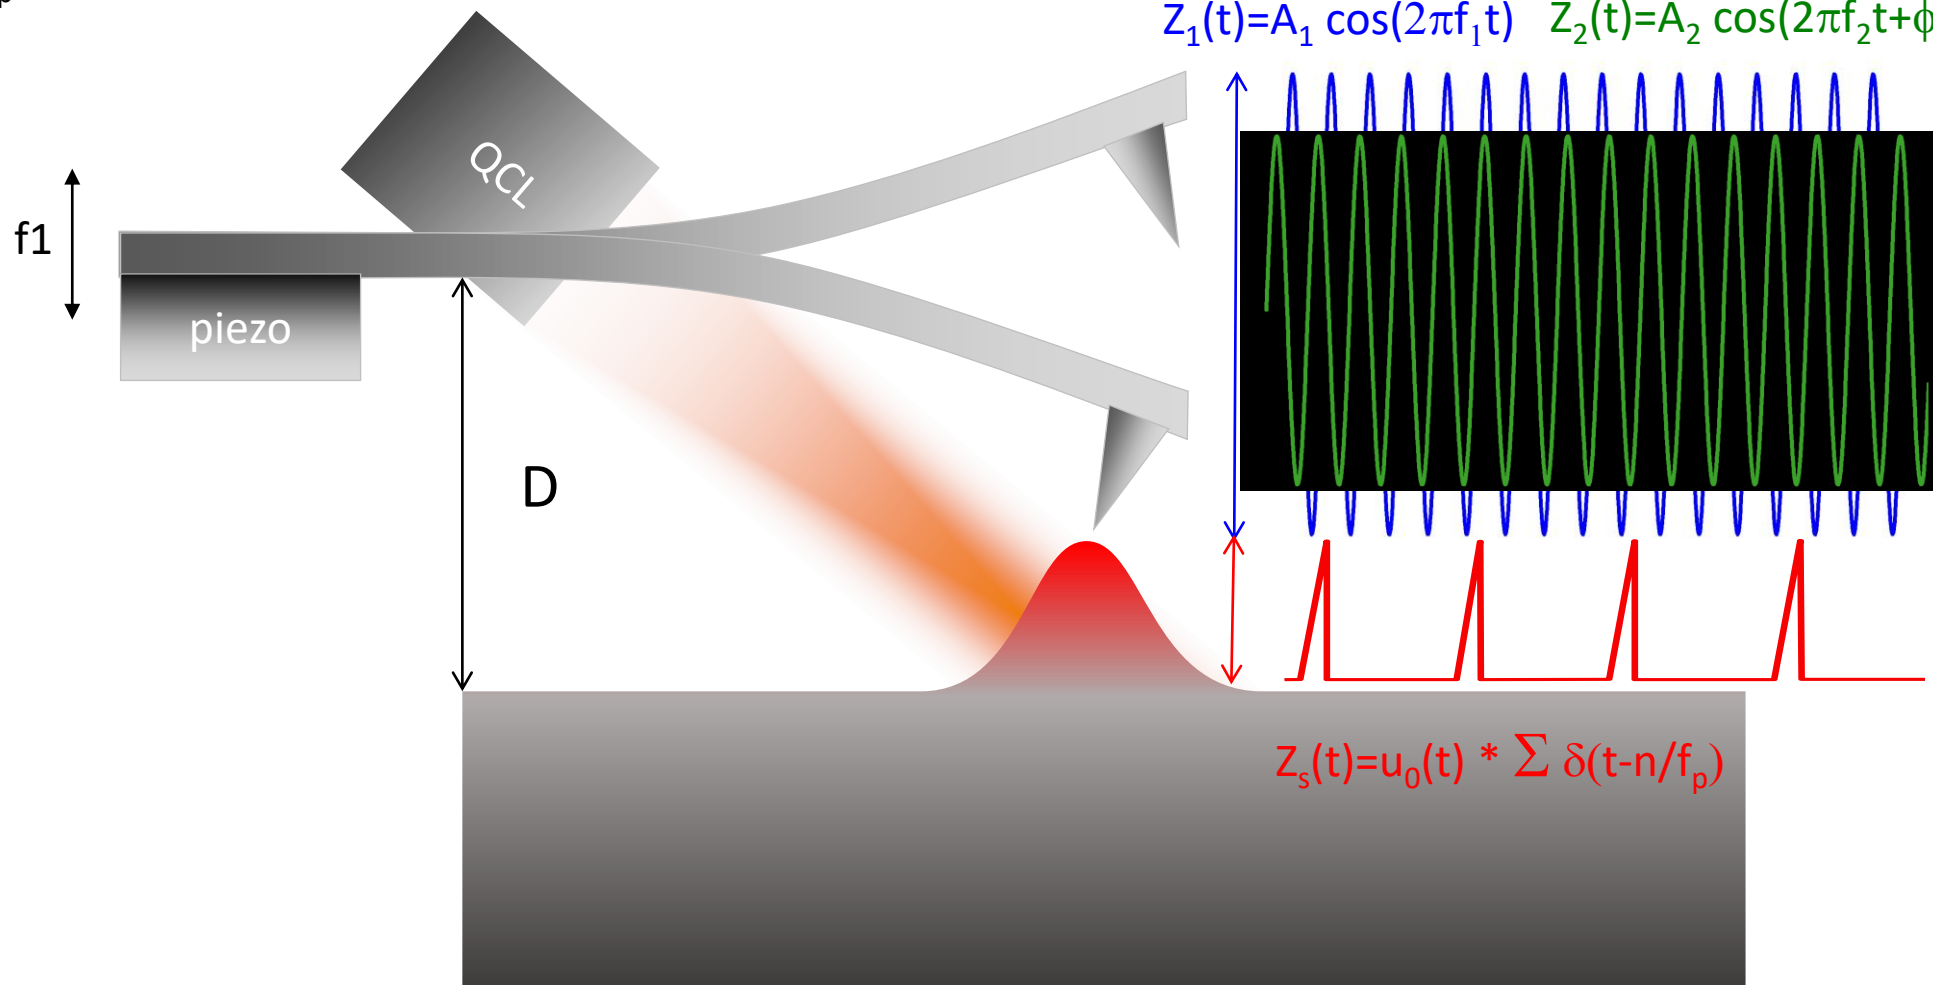 p
Z₁(t)=A₁ cos(2πf₁t) Z₂(t)=A₂ cos(2πf₂t+ϕ
QCL
f1
piezo
D
Zₛ(t)=u₀(t) * Σ δ(t-n/fₚ)